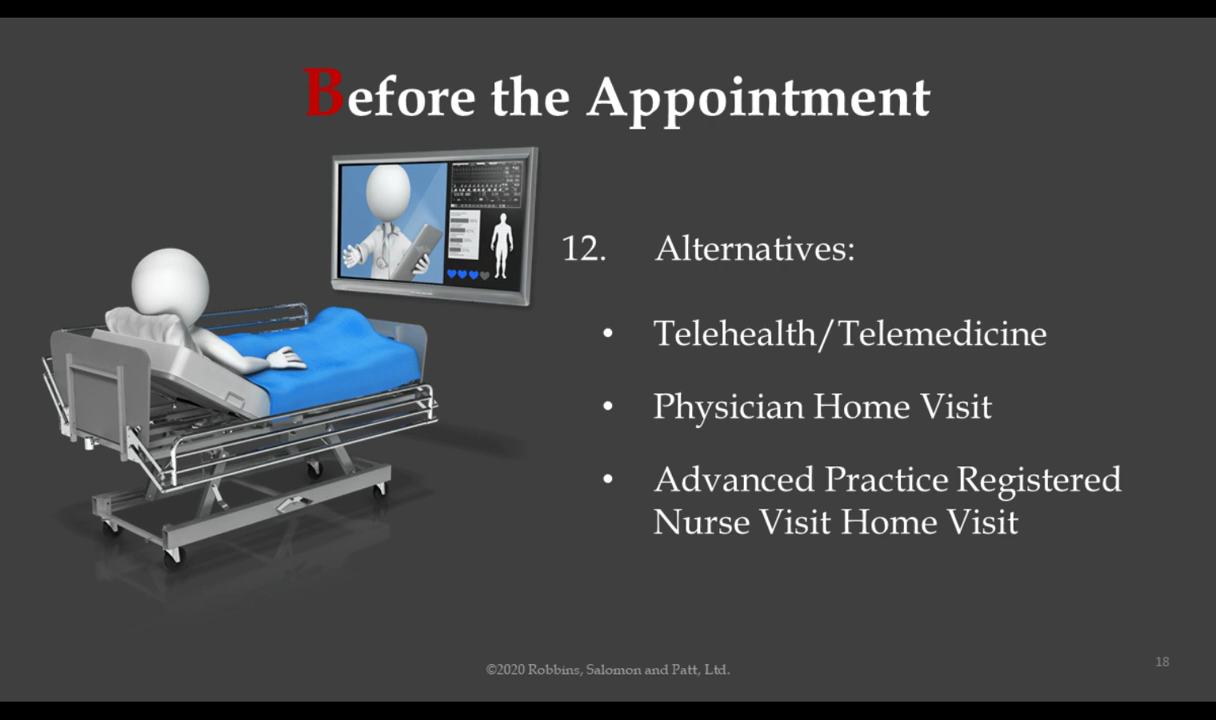 Before the Appointment
12. Alternatives:
• Telehealth/Telemedicine
• Physician Home Visit
• Advanced Practice Registered
Nurse Visit Home Visit
©2020 Robbins, Salomon and Patt, Ltd.
18